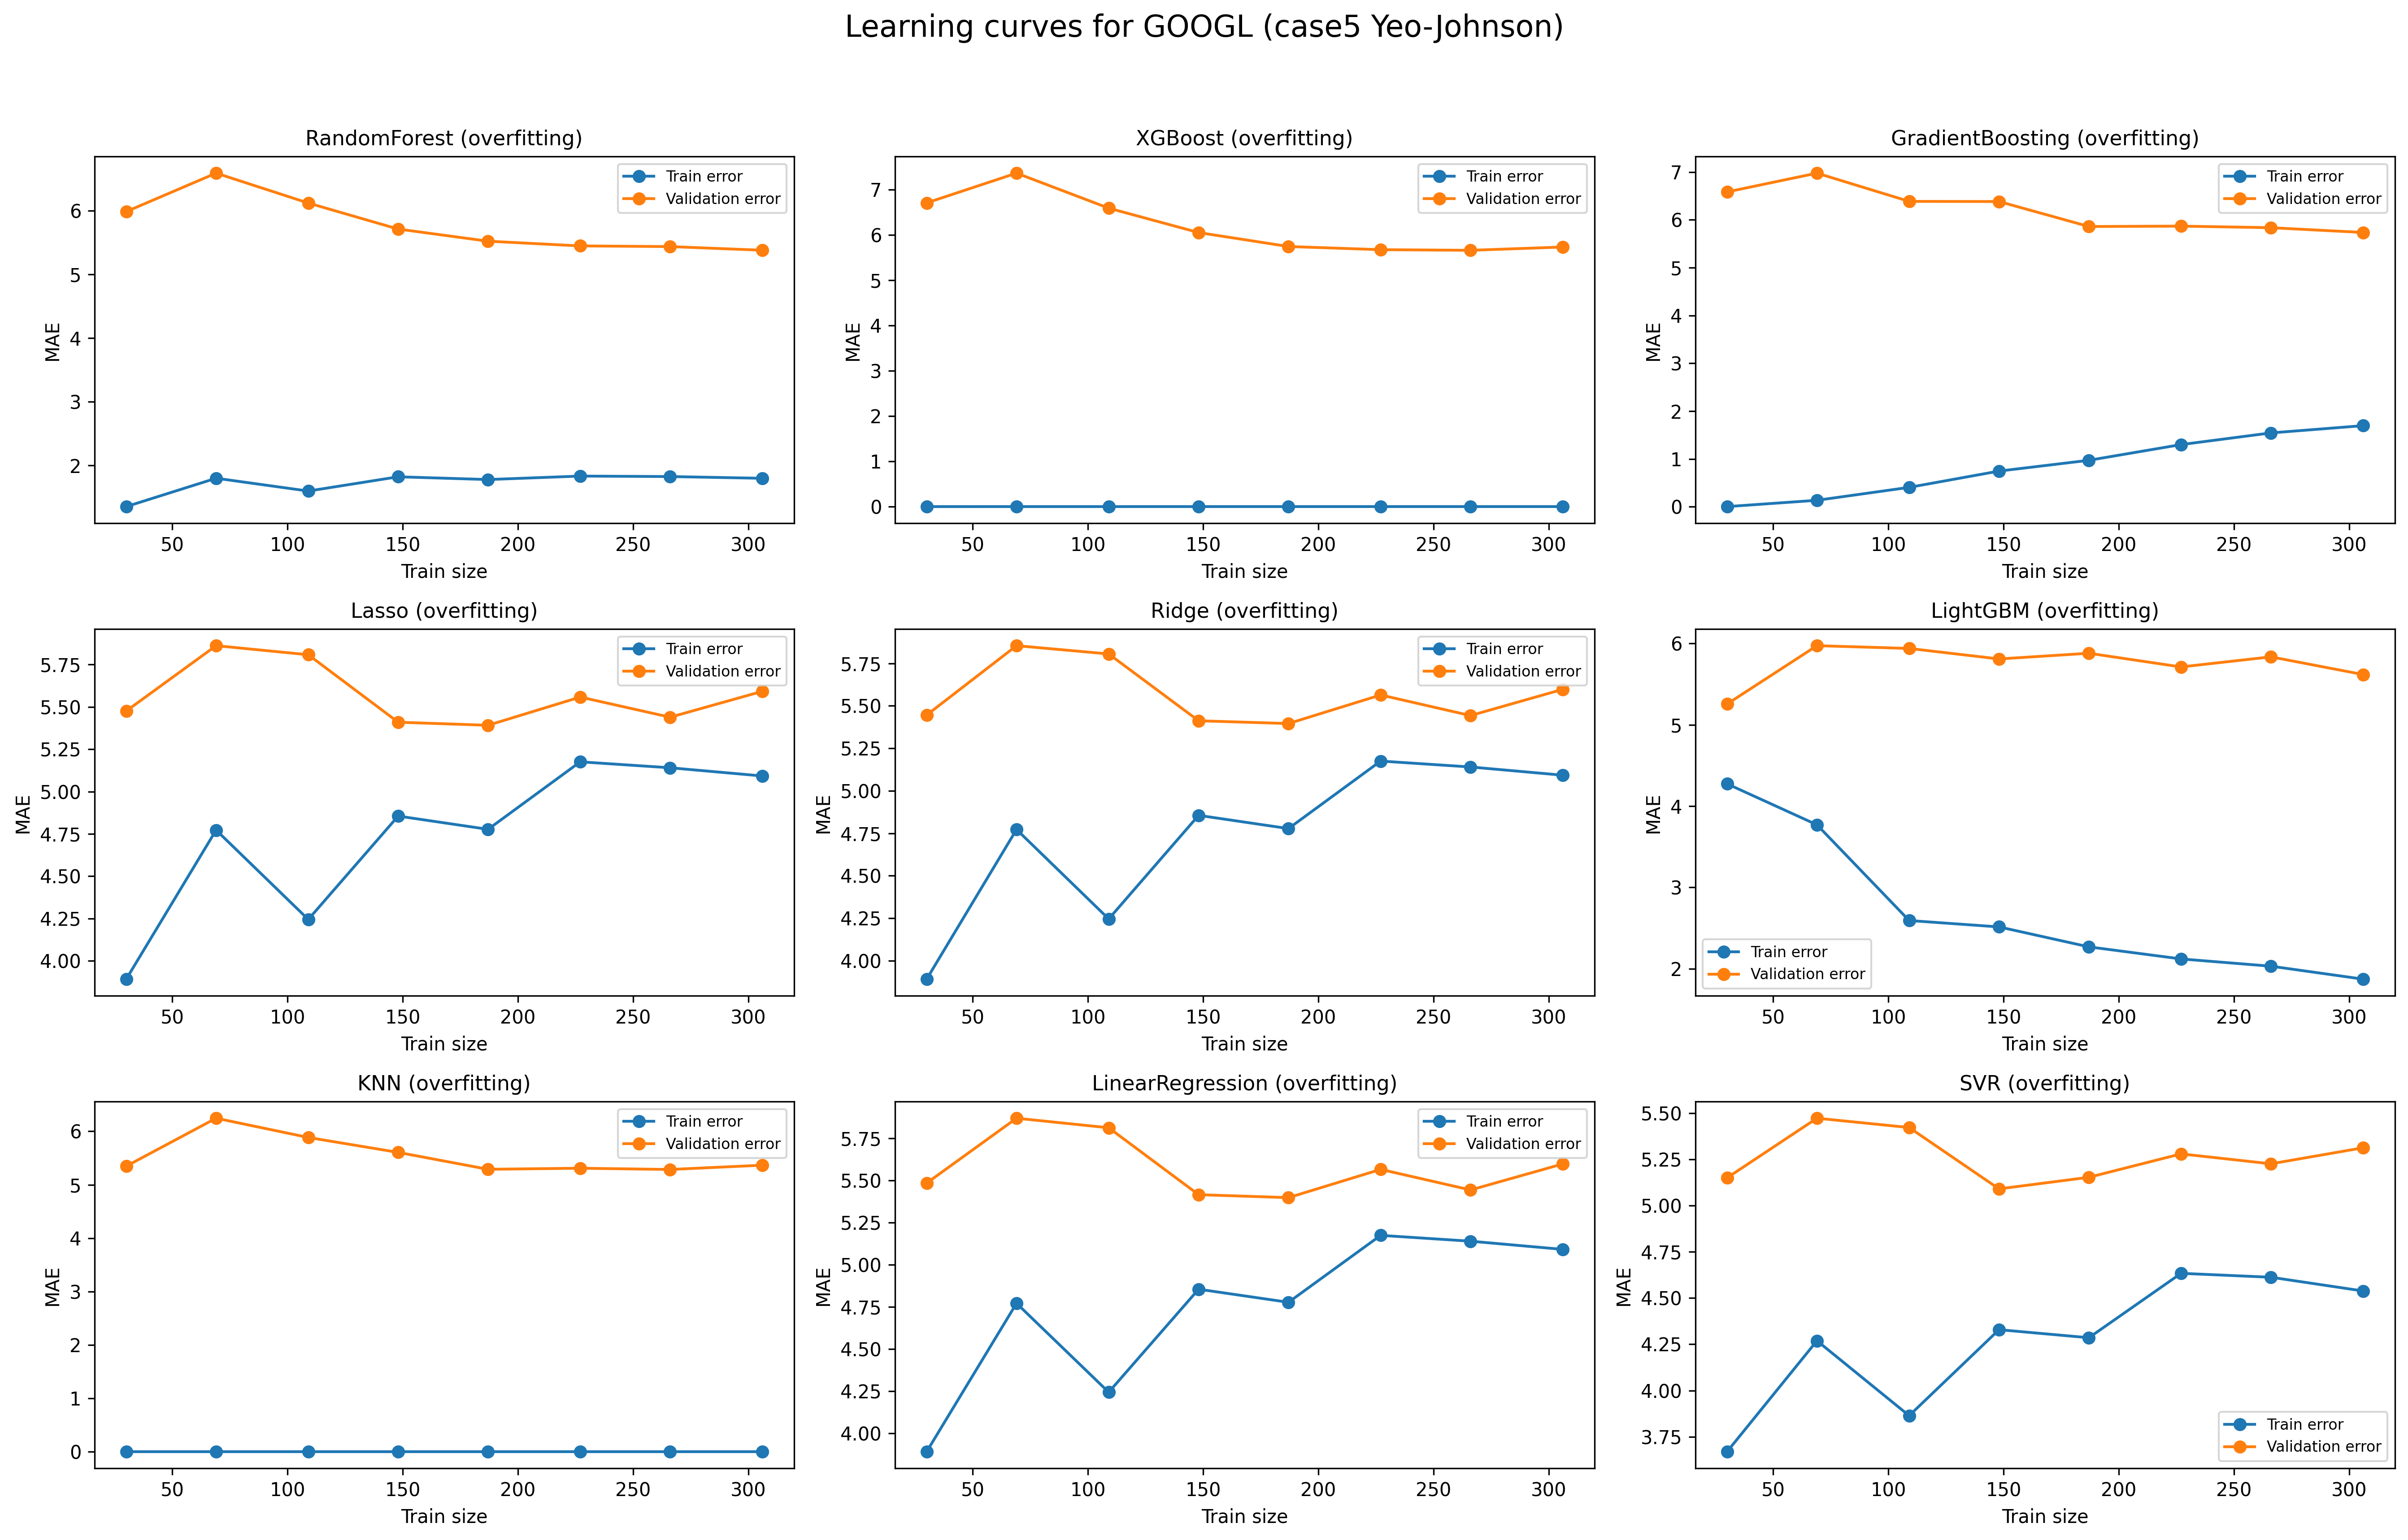 Learning curves for GOOGL (case5 Yeo-Johnson)
RandomForest (overfitting)
MAE
6
5
4
3
2
Train error
Validation error
50 100 150 200 250 300
Train size
XGBoost (overfitting)
MAE
7
6
5
4
3
2
1
0
Train error
Validation error
50 100 150 200 250 300
Train size
GradientBoosting (overfitting)
MAE
7
6
5
4
3
2
1
0
Train error
Validation error
50 100 150 200 250 300
Train size
Lasso (overfitting)
MAE
5.75
5.50
5.25
5.00
4.75
4.50
4.25
4.00
Train error
Validation error
50 100 150 200 250 300
Train size
Ridge (overfitting)
MAE
5.75
5.50
5.25
5.00
4.75
4.50
4.25
4.00
Train error
Validation error
50 100 150 200 250 300
Train size
LightGBM (overfitting)
MAE
6
5
4
3
2
Train error
Validation error
50 100 150 200 250 300
Train size
KNN (overfitting)
MAE
6
5
4
3
2
1
0
Train error
Validation error
50 100 150 200 250 300
Train size
LinearRegression (overfitting)
MAE
5.75
5.50
5.25
5.00
4.75
4.50
4.25
4.00
Train error
Validation error
50 100 150 200 250 300
Train size
SVR (overfitting)
MAE
5.50
5.25
5.00
4.75
4.50
4.25
4.00
3.75
Train error
Validation error
50 100 150 200 250 300
Train size